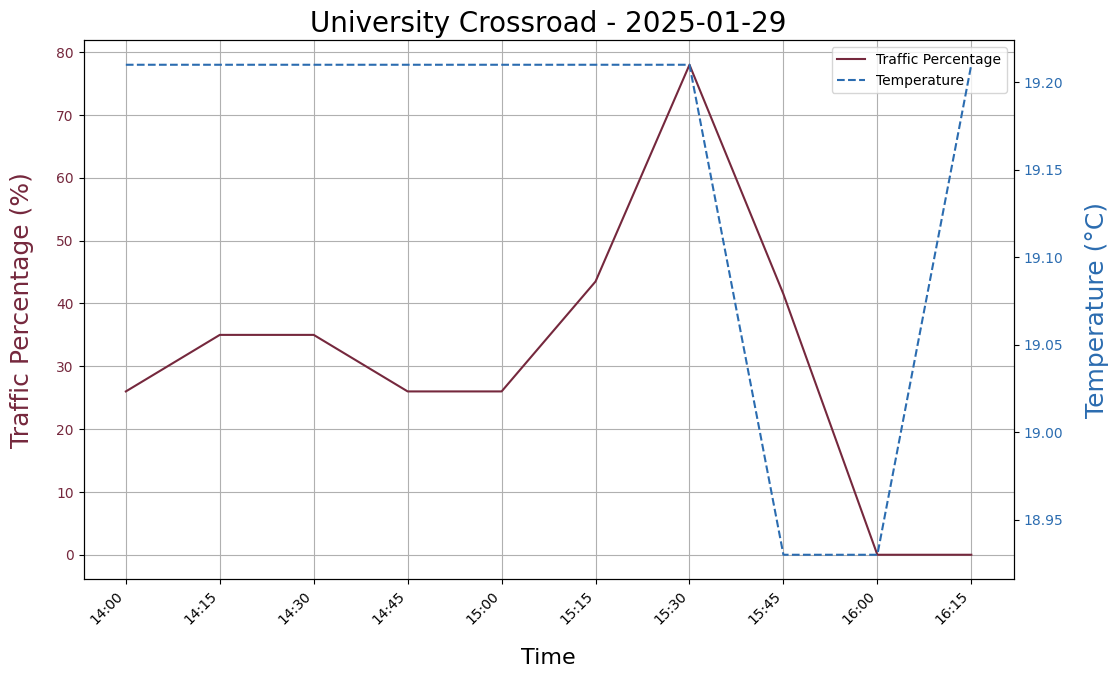 University Crossroad - 2025-01-29
Traffic Percentage
Temperature
80
70
60
50
40
30
20
10
0
Traffic Percentage (%)
19.20
19.15
19.10
19.05
19.00
18.95
Temperature (°C)
14:00 14:15 14:30 14:45 15:00 15:15 15:30 15:45 16:00 16:15
Time